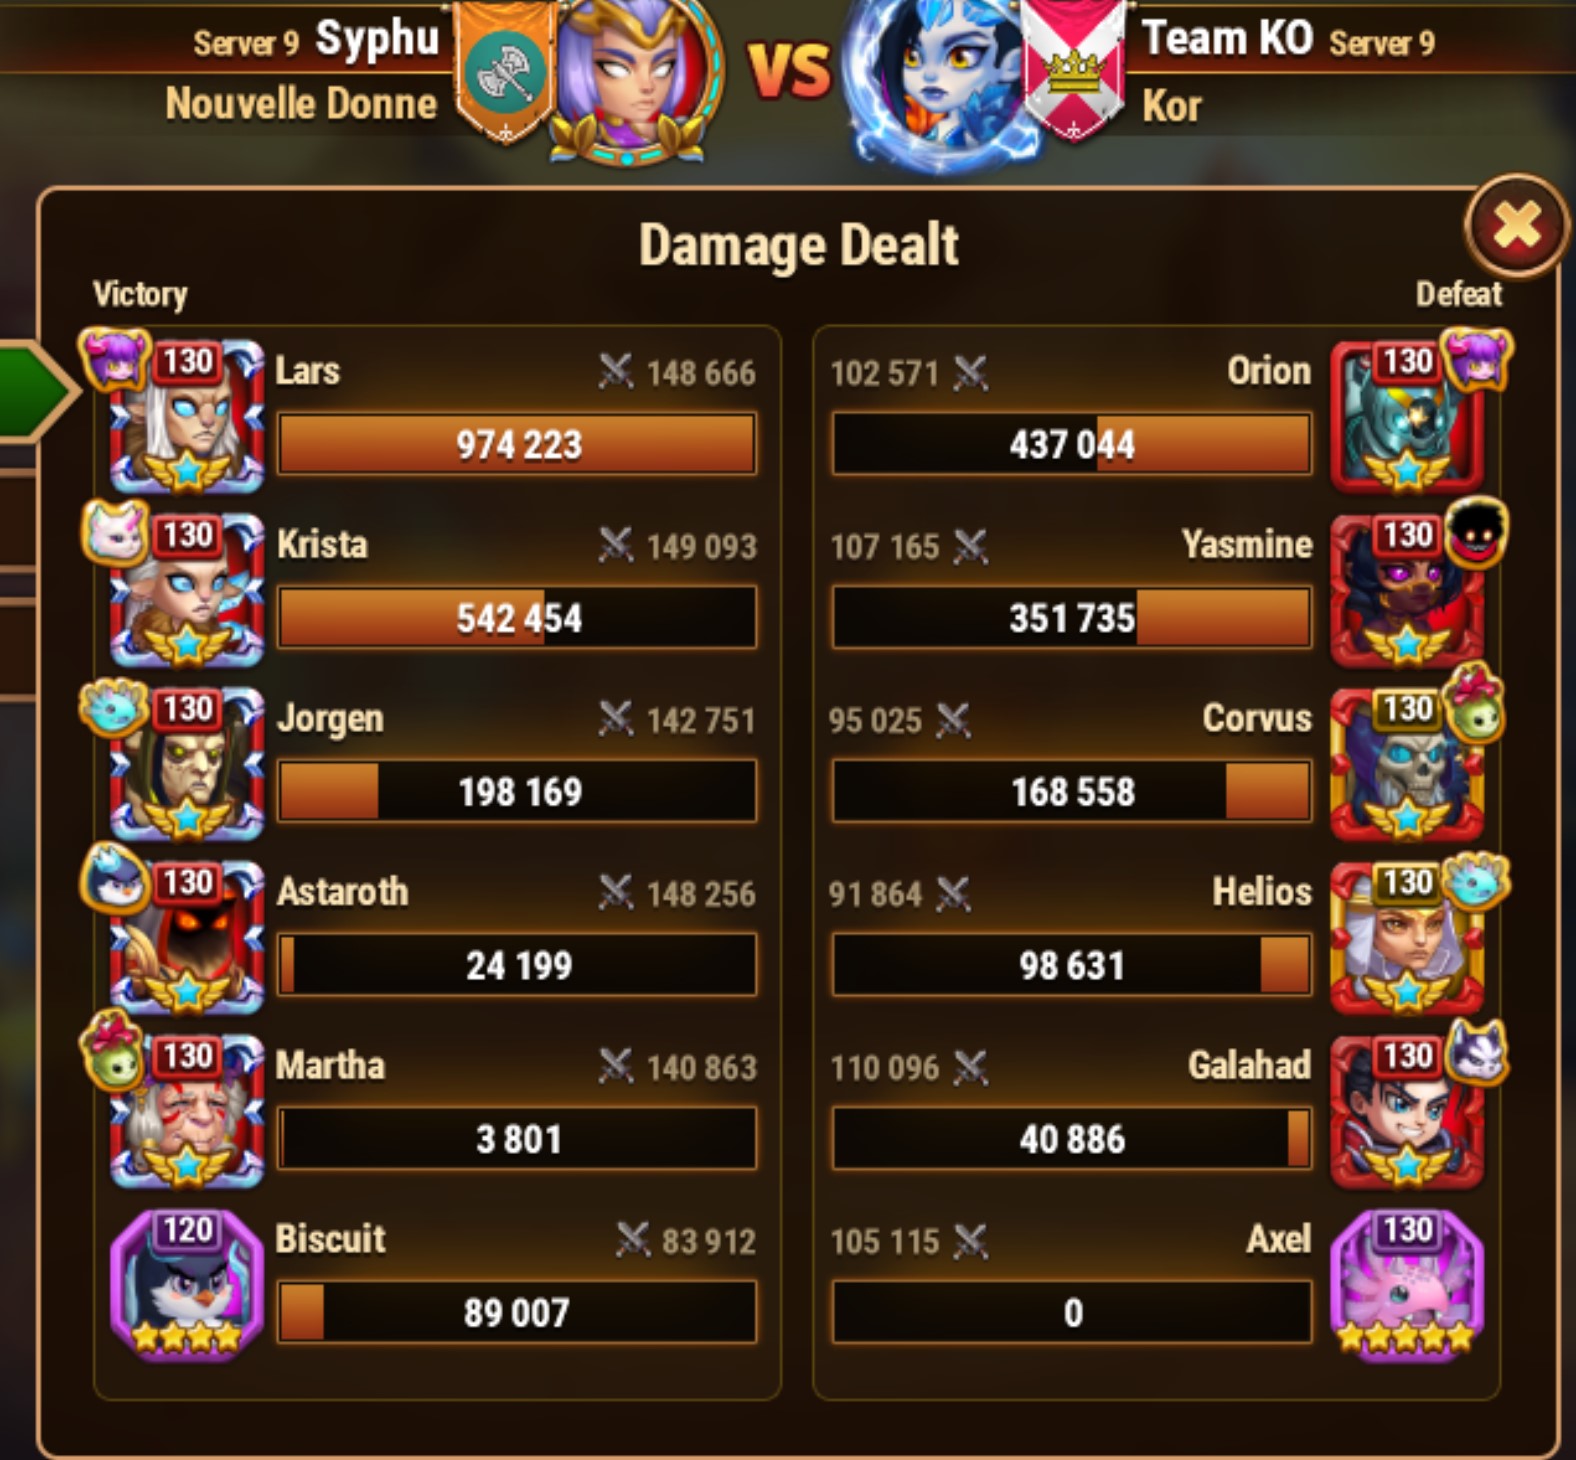 Server 9 Syphu VS Team KO Server 9
Nouvelle Donne Kor
Damage Dealt
Victory Defeat
130 Lars 148 666
974 223
102 571 Orion 130
437 044
130 Krista 149 093
542 454
107 165 Yasmine 130
351 735
130 Jorgen 142 751
198 169
95 025 Corvus 130
168 558
130 Astaroth 148 256
24 199
91 864 Helios 130
98 631
130 Martha 140 863
3 801
110 096 Galahad 130
40 886
120 Biscuit 83 912
89 007
105 115 Axel 130
0